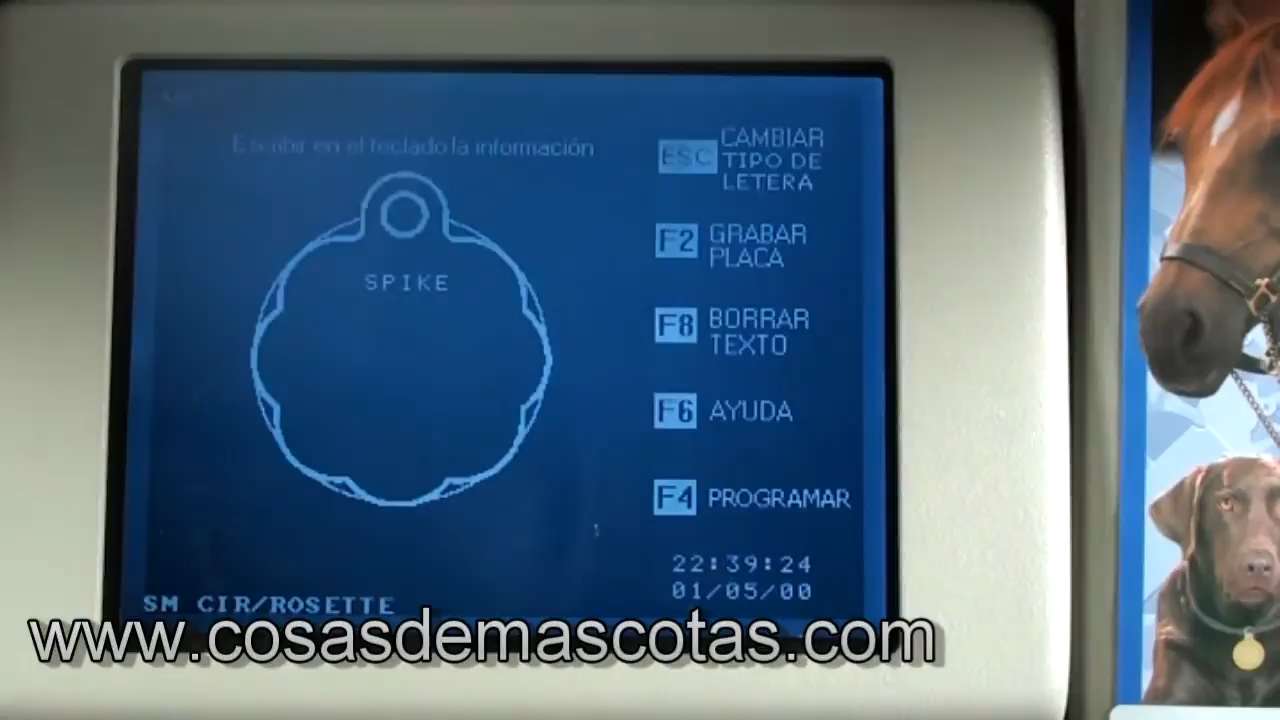 Escribir en el teclado la información
SPIKE
ESC CAMBIAR
TIPO DE
LETERA
F2 GRABAR
PLACA
F8 BORRAR
TEXTO
F6 AYUDA
F4 PROGRAMAR
22:39:24
01/05/00
SM CIR/ROSETTE
www.cosasdemascotas.com